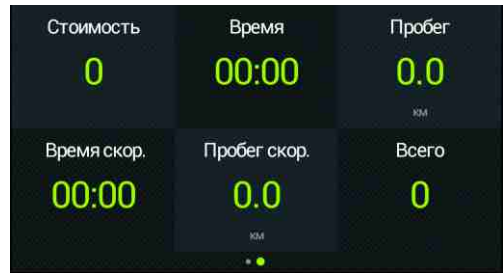 Стоимость Время Пробег
0 00:00 0.0
км
Время скор. Пробег скор. Всего
00:00 0.0 0
км